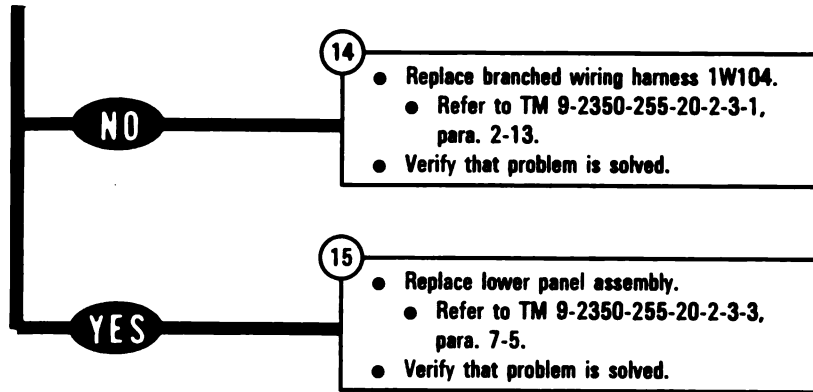 14
● Replace branched wiring harness 1W104.
● Refer to TM 9-2350-255-20-2-3-1,
para. 2-13.
● Verify that problem is solved.
NO
15
● Replace lower panel assembly.
● Refer to TM 9-2350-255-20-2-3-3,
para. 7-5.
● Verify that problem is solved.
YES